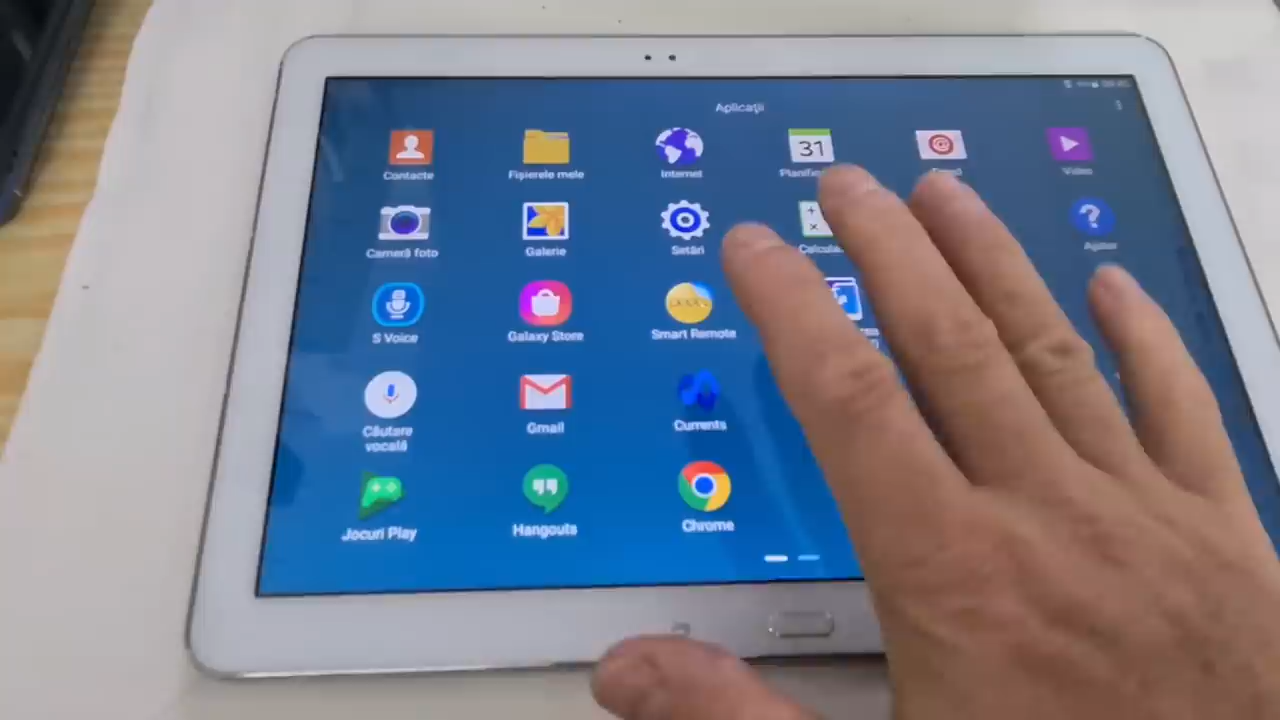 Aplicații
Contacte
Fișierele mele
Internet
31
Video
Cameră foto
Galerie
Setări
Ajutor
S Voice
Galaxy Store
Smart Remote
Căutare
vocală
Gmail
Currents
Jocuri Play
Hangouts
Chrome